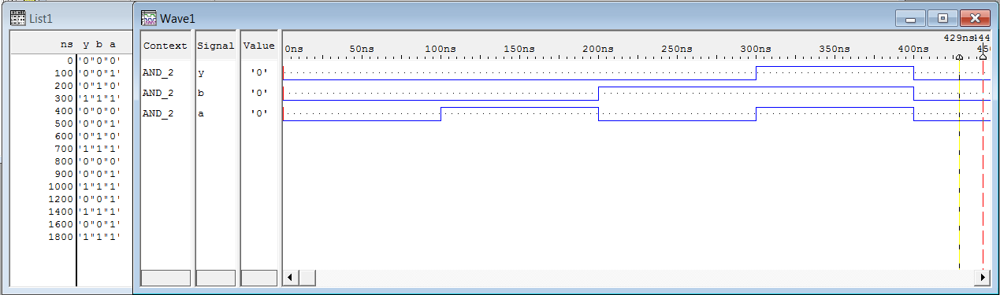 List1
ns y b a
0 '0"0"0'
100 '0"0"1'
200 '0"1"0'
300 '1"1"1'
400 '0"0"0'
500 '0"0"1'
600 '0"1"0'
700 '1"1"1'
800 '0"0"0'
900 '0"0"1'
1000 '1"1"1'
1200 '0"0"1'
1400 '1"1"1'
1600 '0"0"1'
1800 '1"1"1'
Wave1
Context Signal Value
429ns
0ns 50ns 100ns 150ns 200ns 250ns 300ns 350ns 400ns
AND_2 y '0'
AND_2 b '0'
AND_2 a '0'